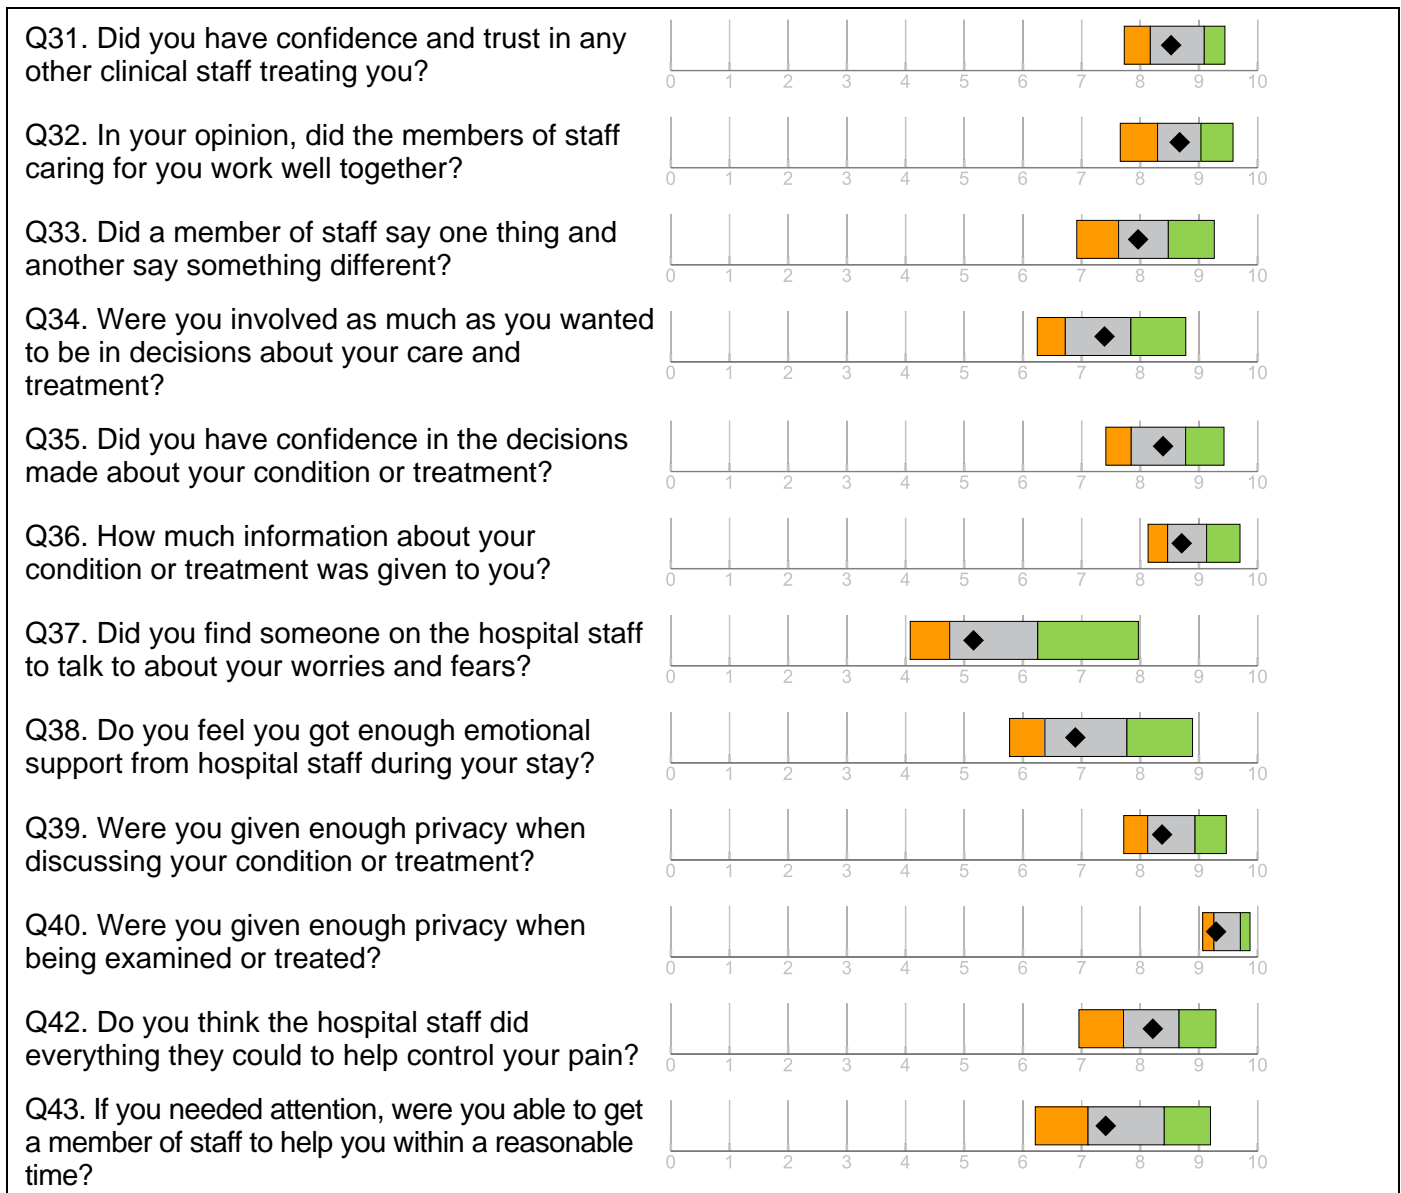 Q31. Did you have confidence and trust in any
other clinical staff treating you?
0 1 2 3 4 5 6 7 8 9 10
Q32. In your opinion, did the members of staff
caring for you work well together?
0 1 2 3 4 5 6 7 8 9 10
Q33. Did a member of staff say one thing and
another say something different?
0 1 2 3 4 5 6 7 8 9 10
Q34. Were you involved as much as you wanted
to be in decisions about your care and
treatment?
0 1 2 3 4 5 6 7 8 9 10
Q35. Did you have confidence in the decisions
made about your condition or treatment?
0 1 2 3 4 5 6 7 8 9 10
Q36. How much information about your
condition or treatment was given to you?
0 1 2 3 4 5 6 7 8 9 10
Q37. Did you find someone on the hospital staff
to talk to about your worries and fears?
0 1 2 3 4 5 6 7 8 9 10
Q38. Do you feel you got enough emotional
support from hospital staff during your stay?
0 1 2 3 4 5 6 7 8 9 10
Q39. Were you given enough privacy when
discussing your condition or treatment?
0 1 2 3 4 5 6 7 8 9 10
Q40. Were you given enough privacy when
being examined or treated?
0 1 2 3 4 5 6 7 8 9 10
Q42. Do you think the hospital staff did
everything they could to help control your pain?
0 1 2 3 4 5 6 7 8 9 10
Q43. If you needed attention, were you able to get
a member of staff to help you within a reasonable
time?
0 1 2 3 4 5 6 7 8 9 10